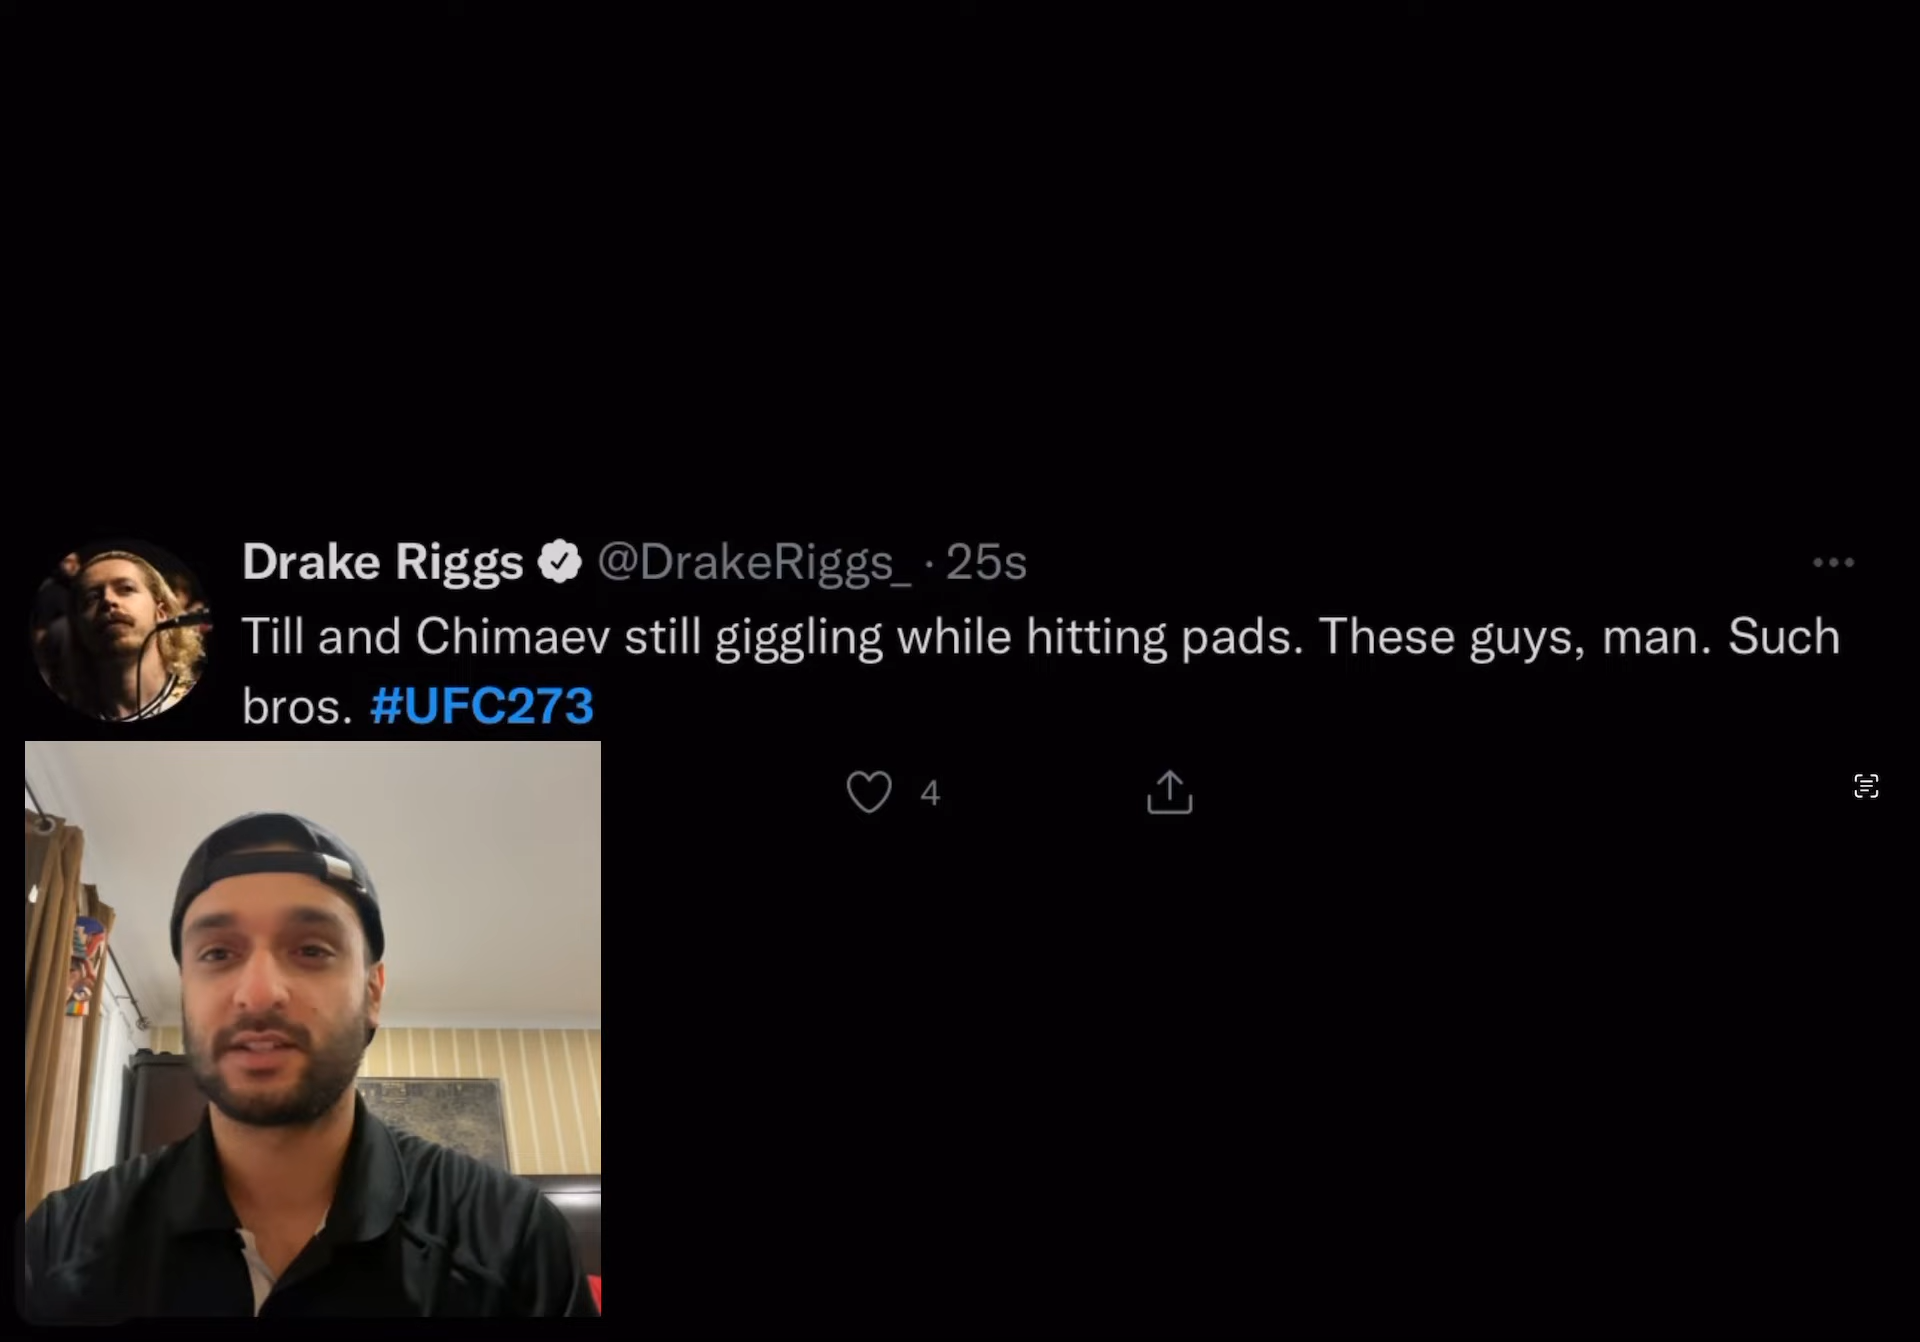 Drake Riggs @DrakeRiggs_ · 25s
Till and Chimaev still giggling while hitting pads. These guys, man. Such
bros. #UFC273
4